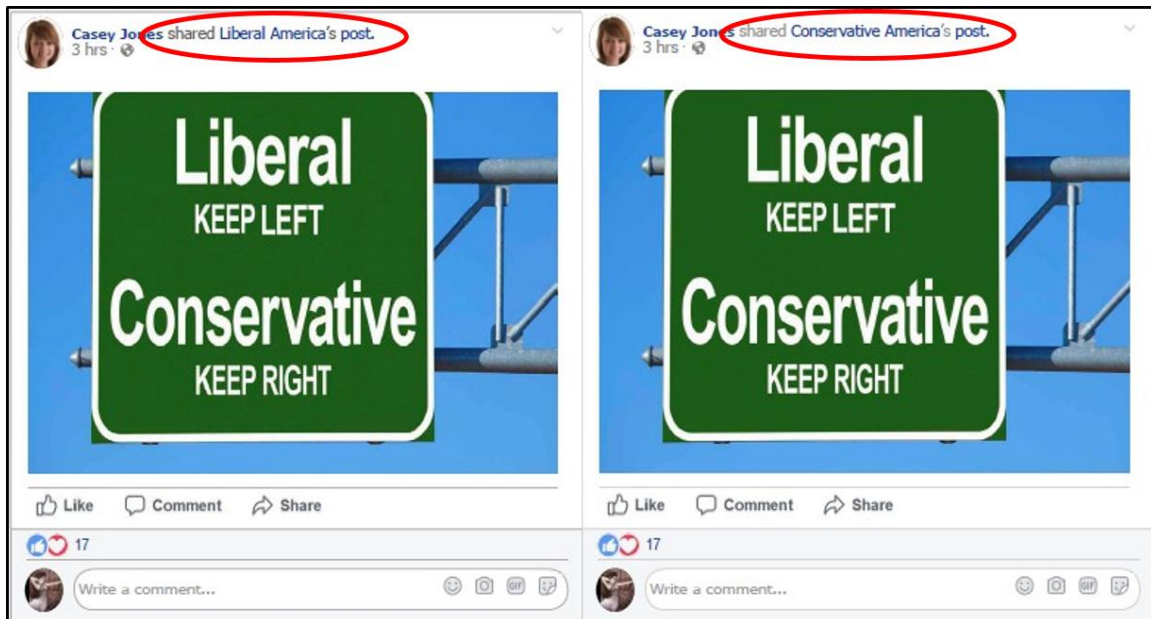 Casey Jones shared Liberal America's post.
3 hrs ·
Liberal
KEEP LEFT
Conservative
KEEP RIGHT
Like Comment Share
17
Write a comment...
GIF
Casey Jones shared Conservative America's post.
3 hrs ·
Liberal
KEEP LEFT
Conservative
KEEP RIGHT
Like Comment Share
17
Write a comment...
GIF